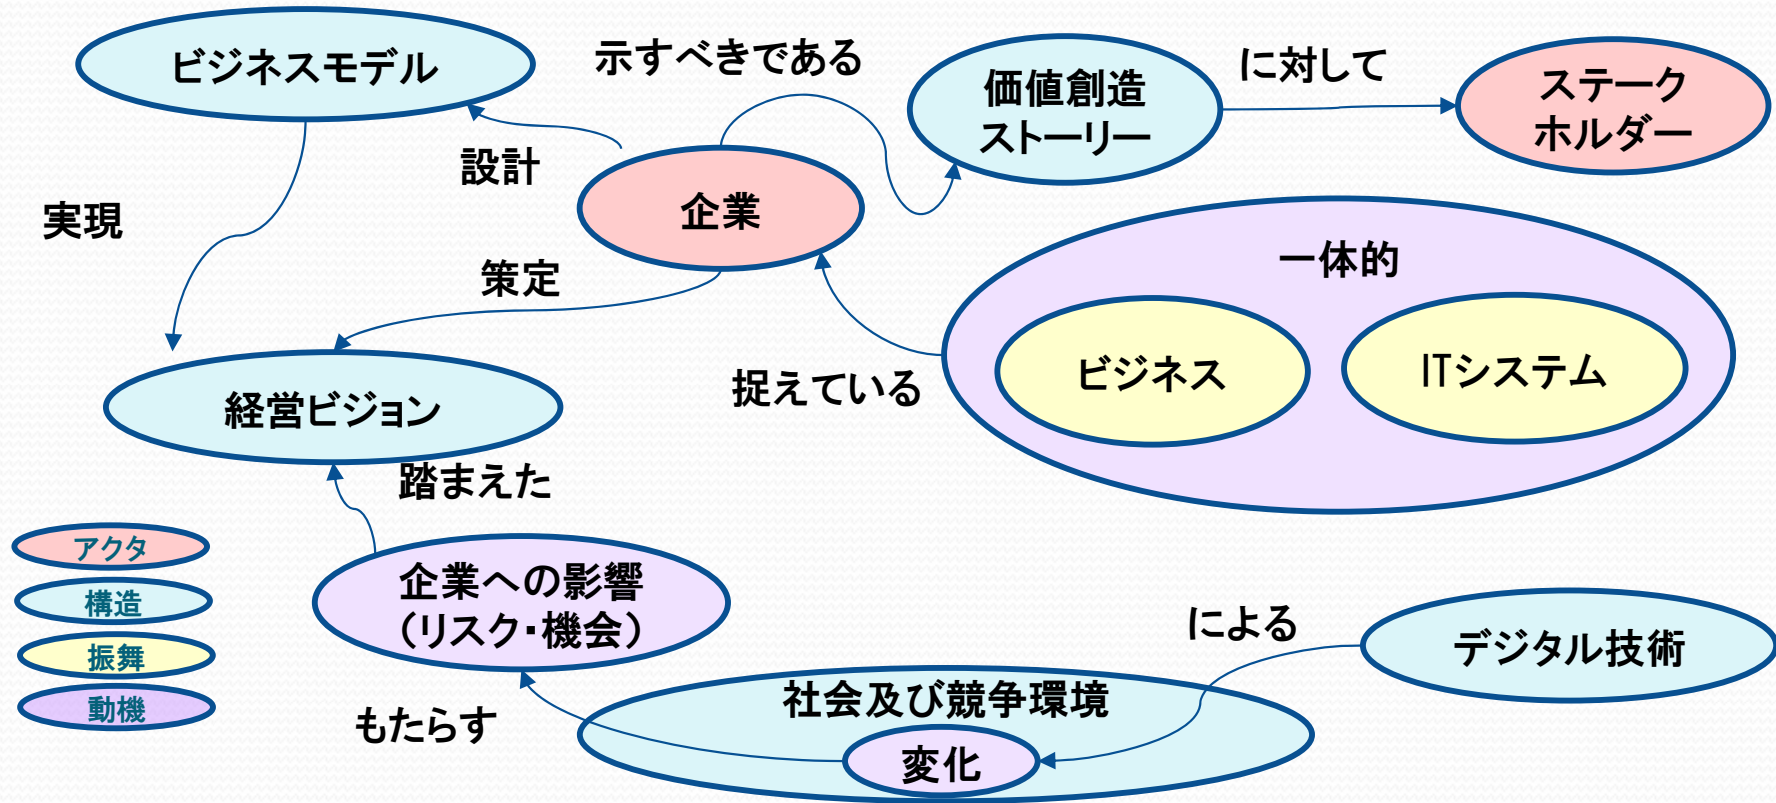 ビジネスモデル
示すべきである
価値創造
ストーリー
に対して
ステーク
ホルダー
設計
企業
実現
策定
一体的
ビジネス
ITシステム
捉えている
経営ビジョン
踏まえた
アクタ
構造
振舞
動機
企業への影響
（リスク・機会）
による
デジタル技術
もたらす
社会及び競争環境
変化